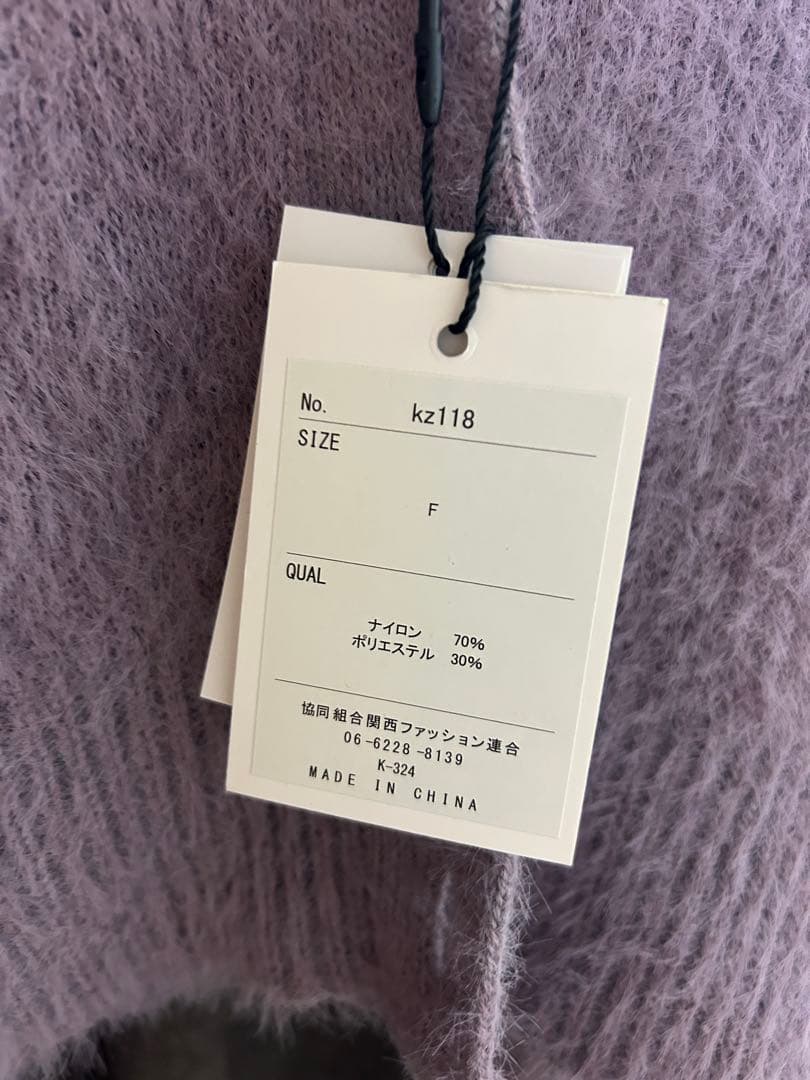 No. kz118
SIZE
F
QUAL
ナイロン 70%
ポリエステル 30%
協同組合関西ファッション連合
06-6228-8139
K-324
MADE IN CHINA